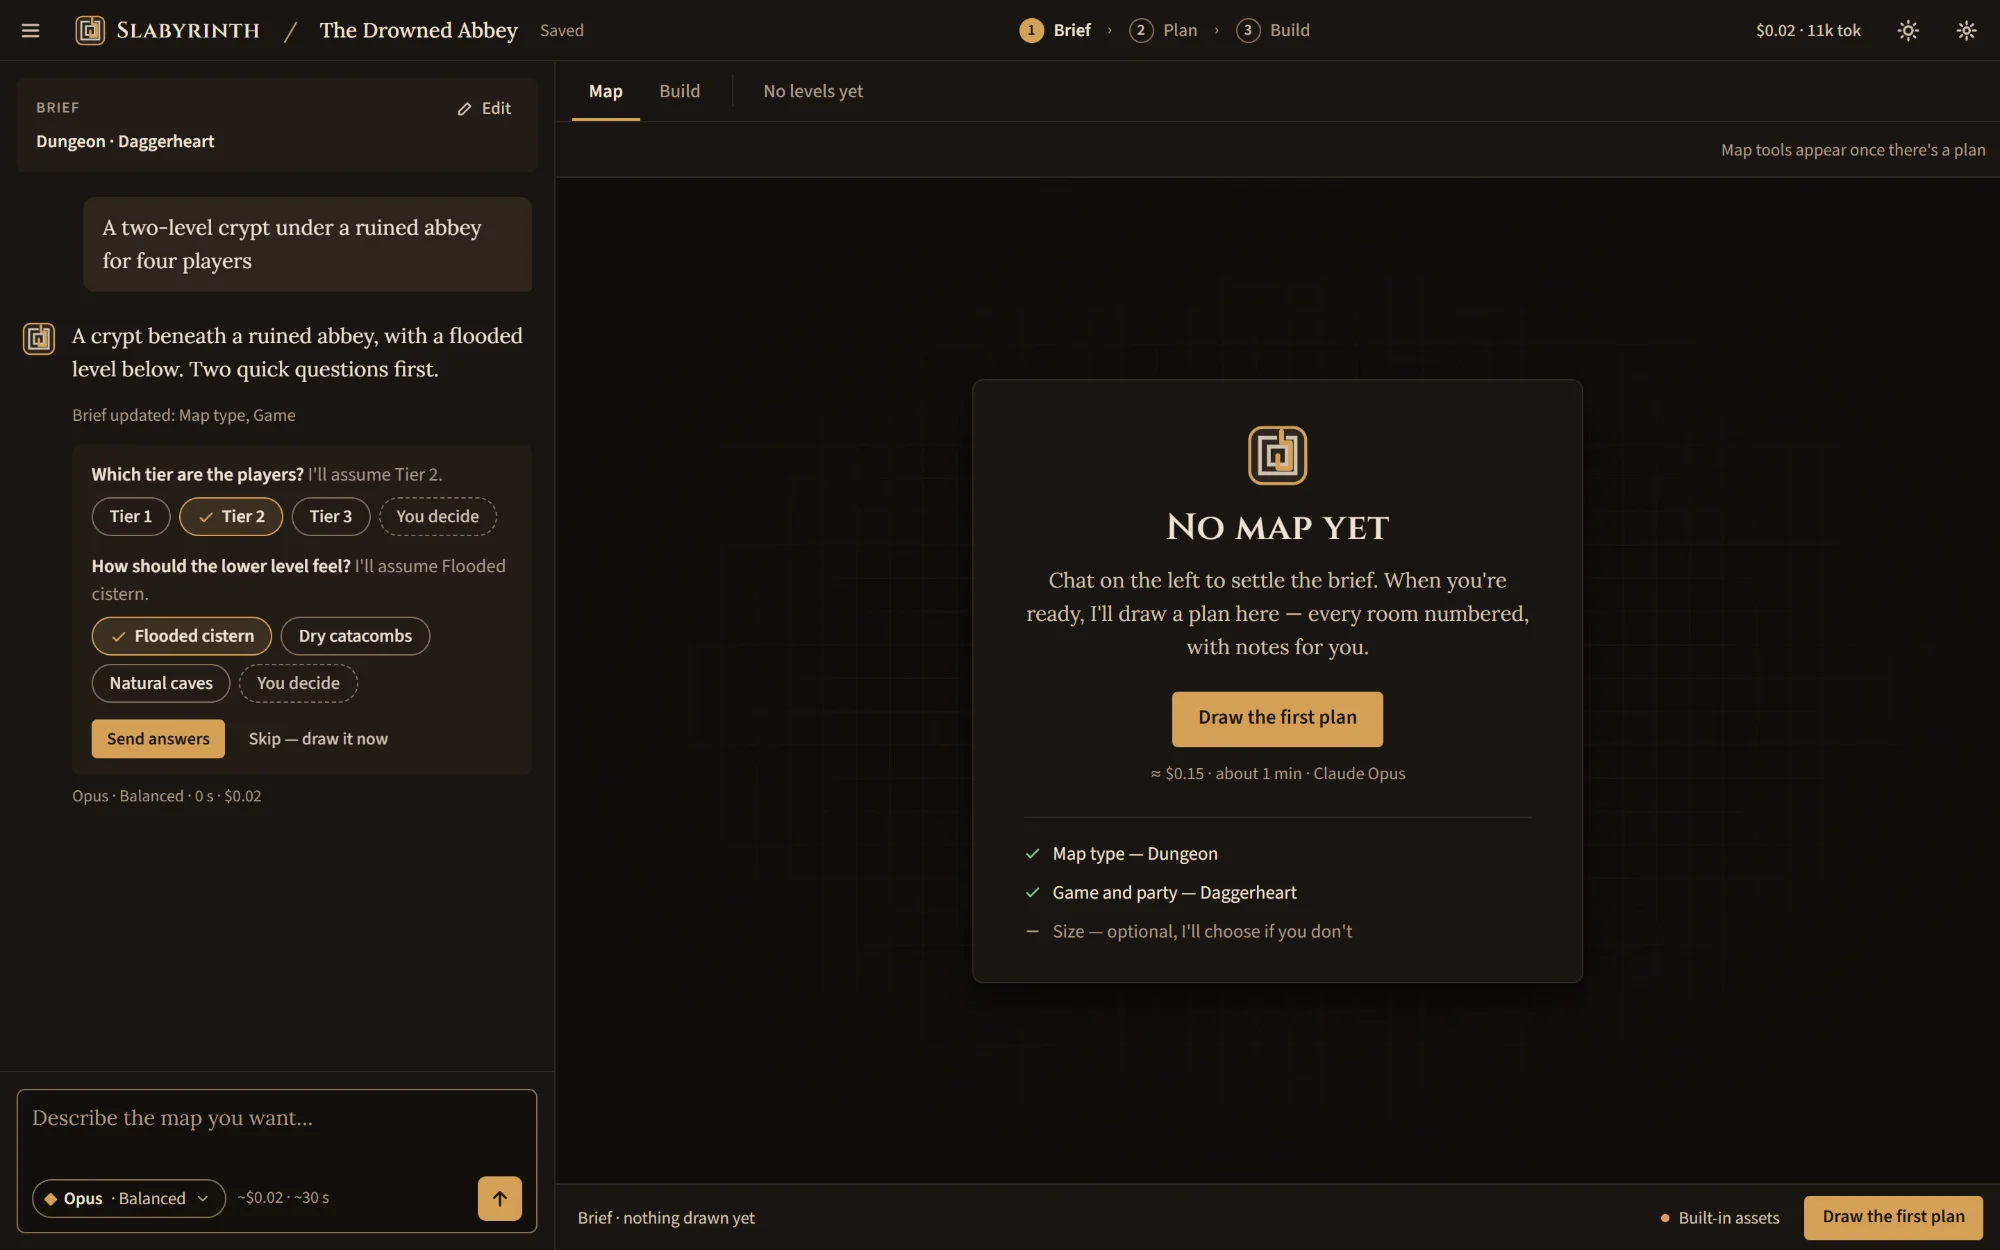 SLABYRINTH / The Drowned Abbey Saved
1 Brief › 2 Plan › 3 Build
$0.02 · 11k tok
BRIEF
Edit
Dungeon · Daggerheart
A two-level crypt under a ruined abbey
for four players
A crypt beneath a ruined abbey, with a flooded
level below. Two quick questions first.
Brief updated: Map type, Game
Which tier are the players? I'll assume Tier 2.
Tier 1 Tier 2 Tier 3 You decide
How should the lower level feel? I'll assume Flooded
cistern.
Flooded cistern Dry catacombs
Natural caves You decide
Send answers Skip — draw it now
Opus · Balanced · 0 s · $0.02
Describe the map you want...
Opus · Balanced ~$0.02 · ~30 s
Map Build No levels yet
Map tools appear once there's a plan
NO MAP YET
Chat on the left to settle the brief. When you're
ready, I'll draw a plan here — every room numbered,
with notes for you.
Draw the first plan
≈ $0.15 · about 1 min · Claude Opus
Map type — Dungeon
Game and party — Daggerheart
Size — optional, I'll choose if you don't
Brief · nothing drawn yet
Built-in assets
Draw the first plan